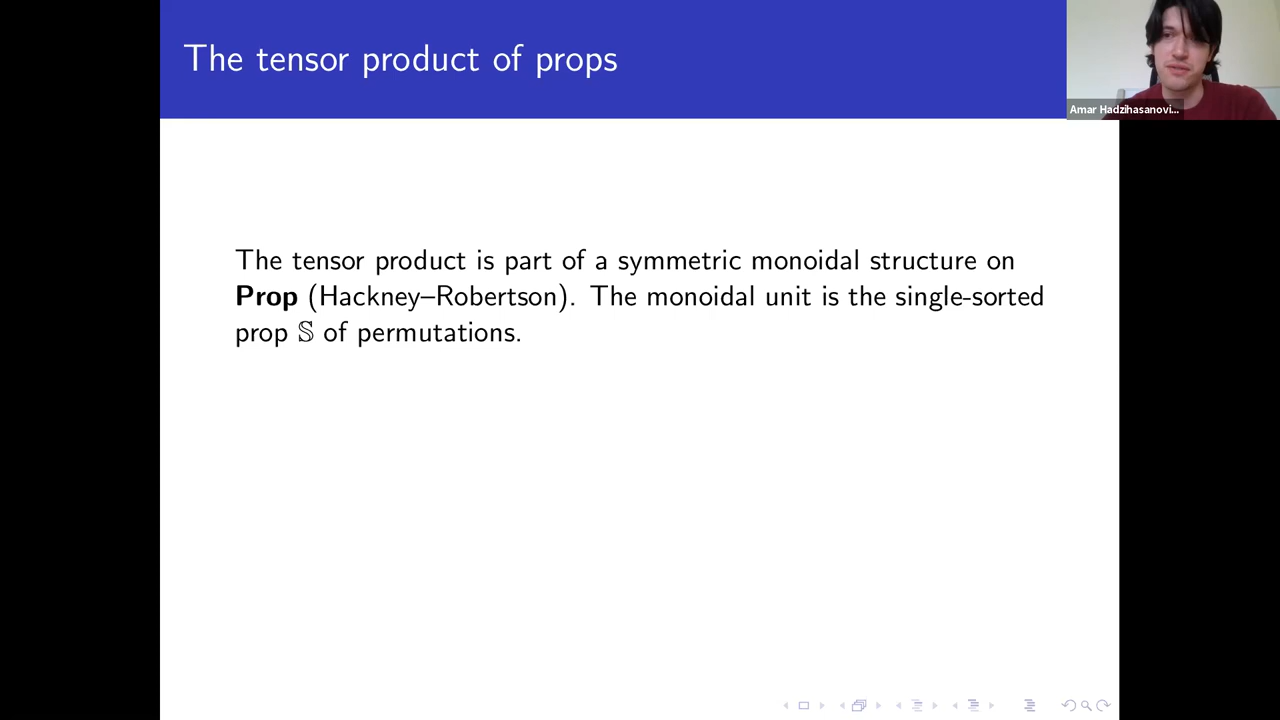 The tensor product of props
Amar Hadzihasanovi...
The tensor product is part of a symmetric monoidal structure on
Prop (Hackney–Robertson). The monoidal unit is the single-sorted
prop 𝕊 of permutations.